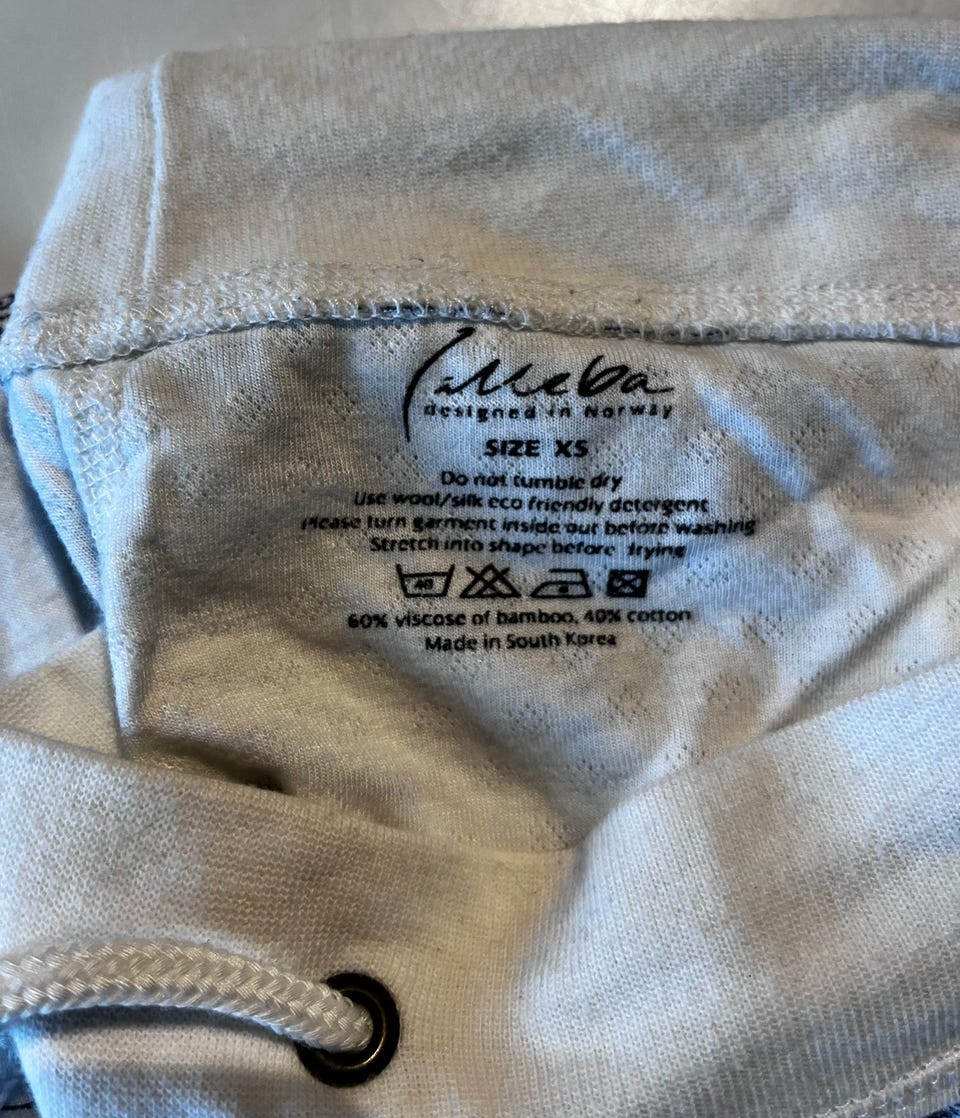 designed in Norway
SIZE XS
Do not tumble dry
Use wool/silk eco friendly detergent
Please turn garment inside out before washing
Stretch into shape before
40
60% viscose of bamboo, 40% cotton
Made in South Korea